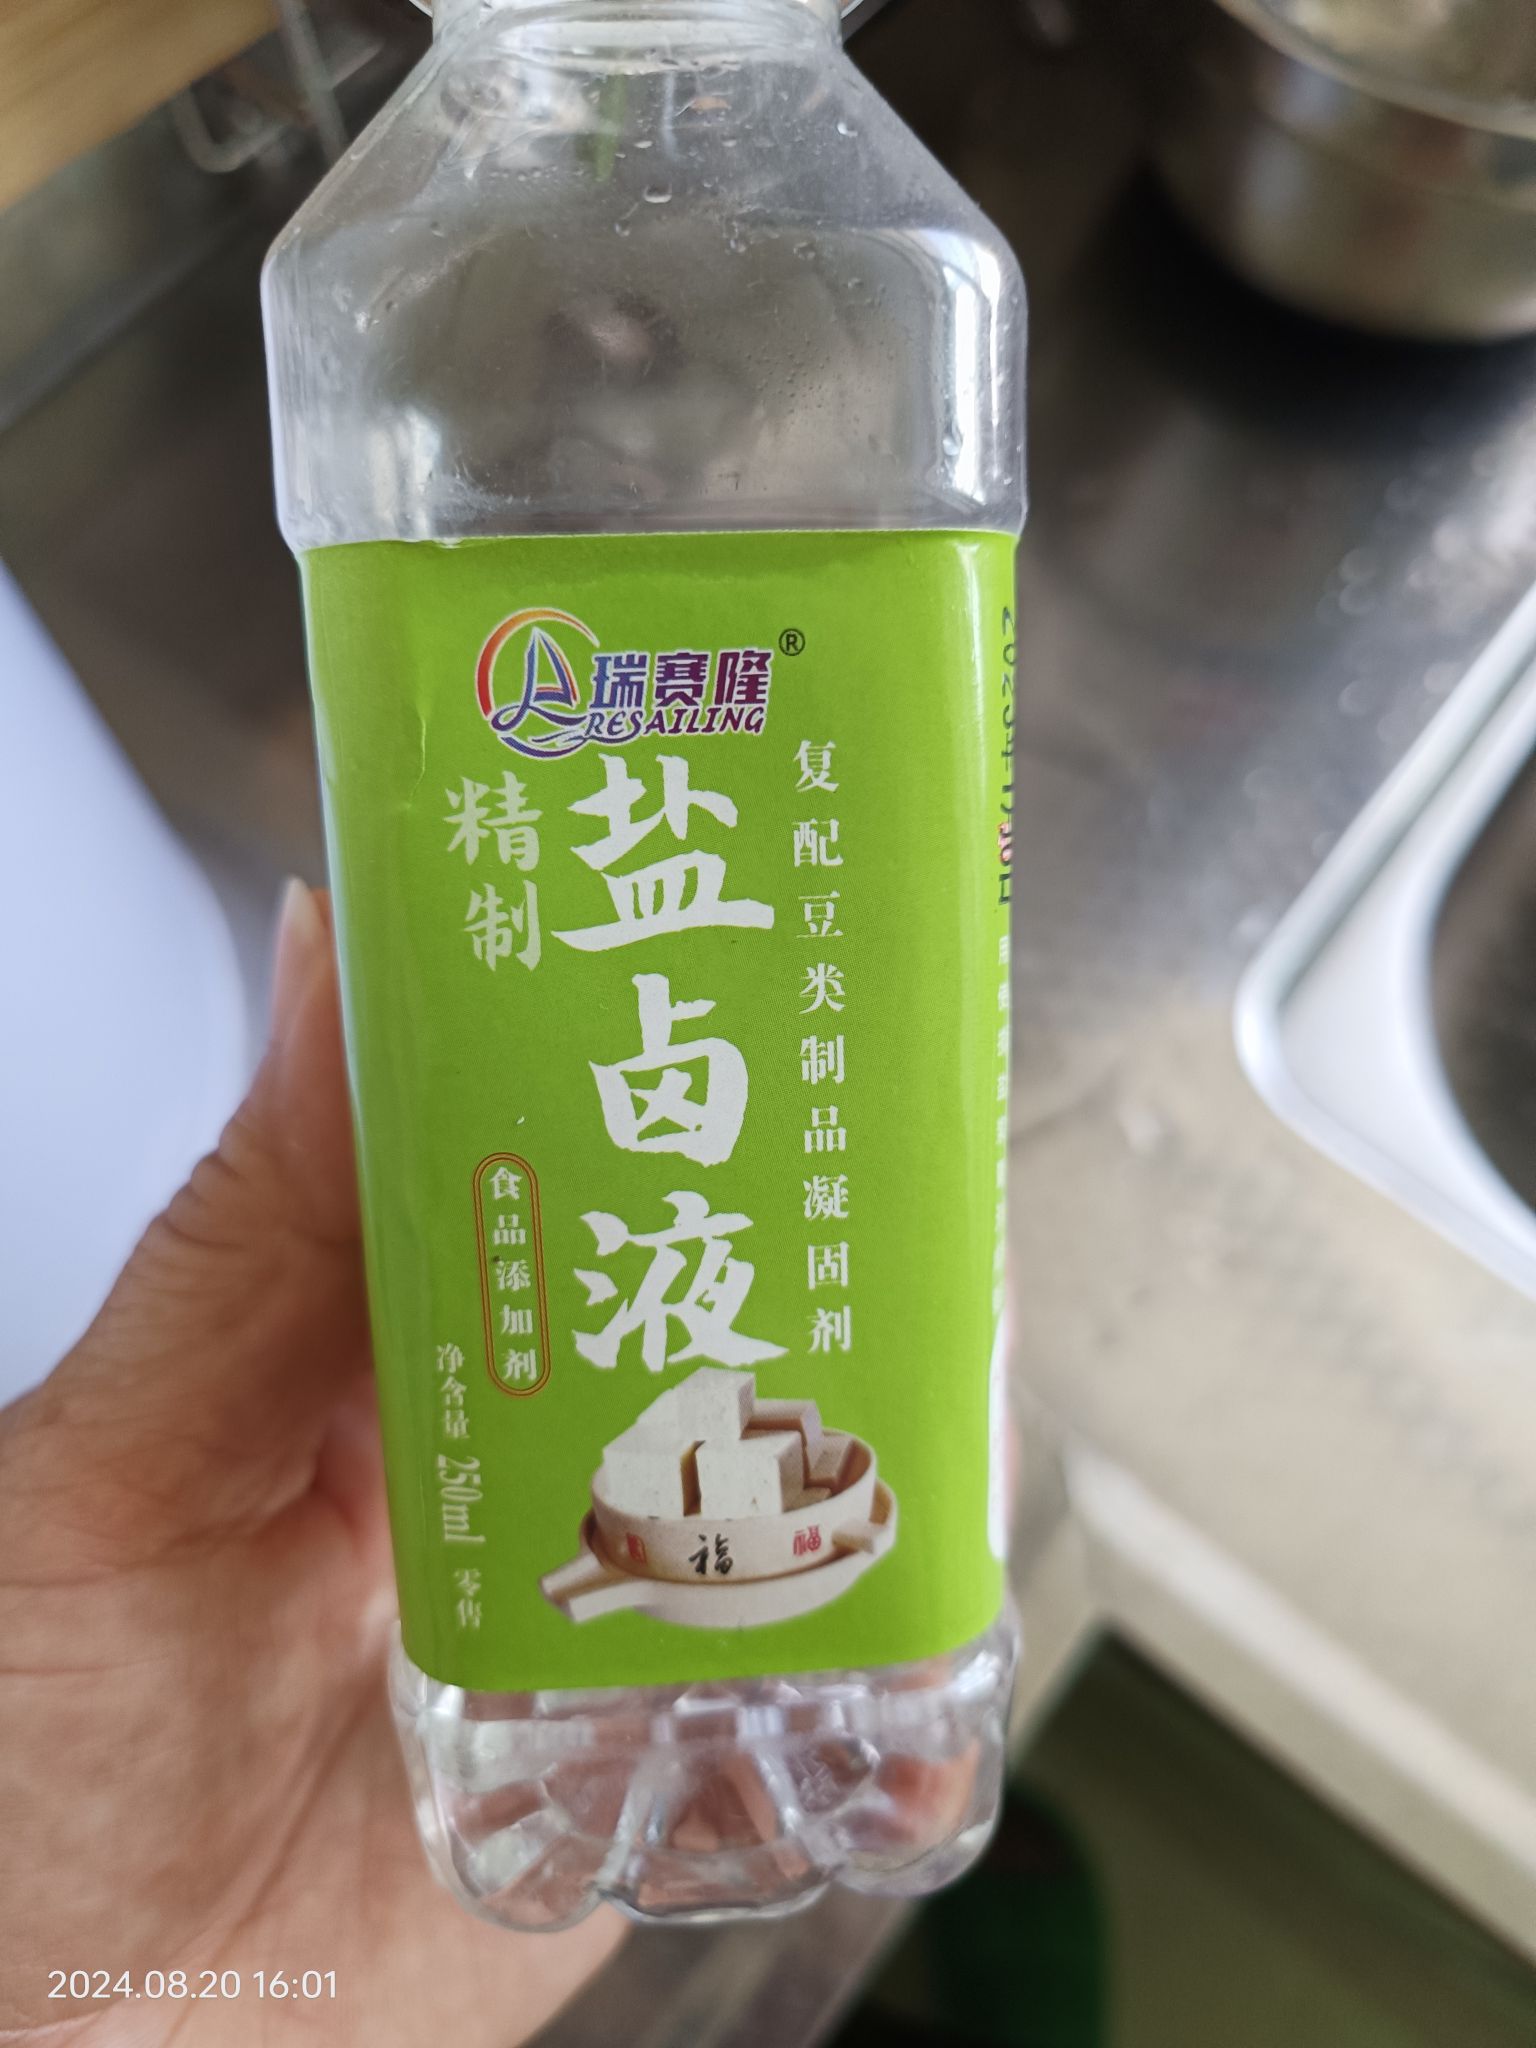 瑞赛隆®
RESAILING
复配豆类制品凝固剂
盐卤液
精制
食品添加剂
净含量 250ml 零售
福
福
2024.08.20 16:01